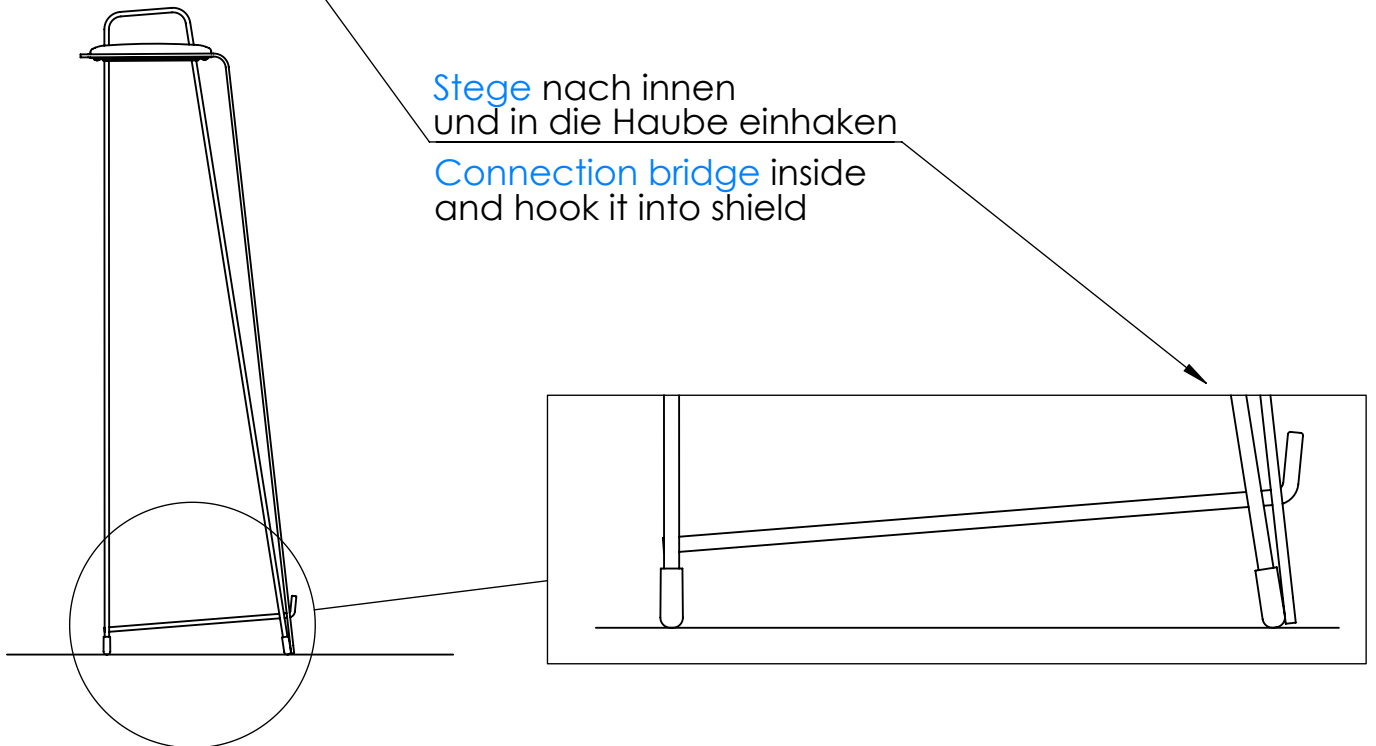 Stege nach innen
und in die Haube einhaken
Connection bridge inside
and hook it into shield